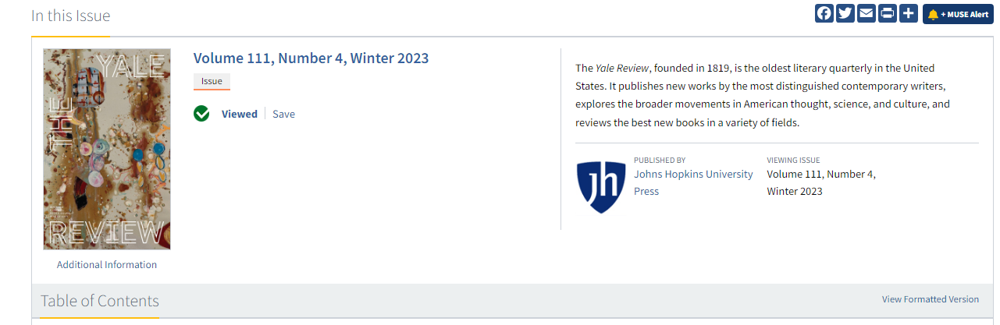 In this Issue
+ MUSE Alert
THE
YALE
REVIEW
Additional Information
Volume 111, Number 4, Winter 2023
Issue
Viewed
Save
The Yale Review, founded in 1819, is the oldest literary quarterly in the United
States. It publishes new works by the most distinguished contemporary writers,
explores the broader movements in American thought, science, and culture, and
reviews the best new books in a variety of fields.
jh
PUBLISHED BY
Johns Hopkins University
Press
VIEWING ISSUE
Volume 111, Number 4,
Winter 2023
Table of Contents
View Formatted Version